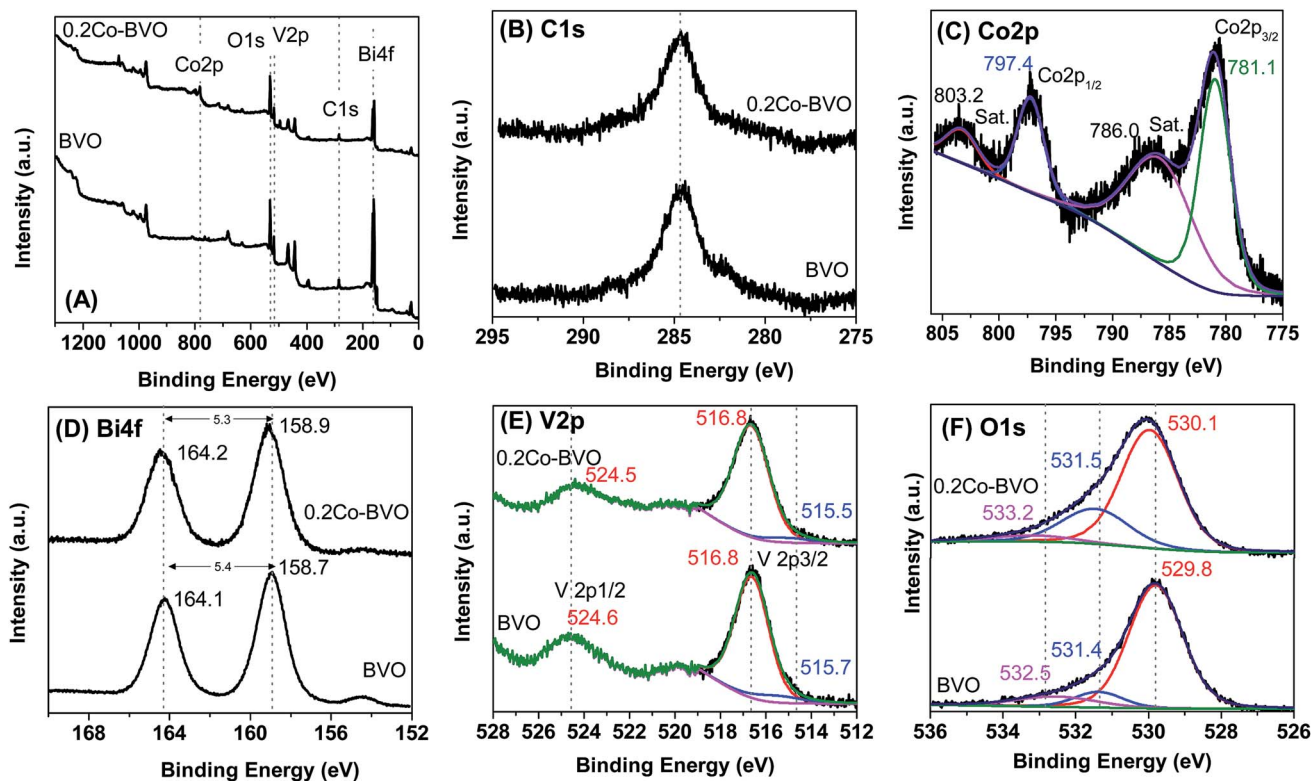 0.2Co-BVO
O1s
V2p
Bi4f
Co2p
C1s
BVO
(A)
Intensity (a.u.)
1200 1000 800 600 400 200 0
Binding Energy (eV)
(B) C1s
0.2Co-BVO
BVO
Intensity (a.u.)
295 290 285 280 275
Binding Energy (eV)
(C) Co2p
Co2p3/2
797.4
781.1
Co2p1/2
803.2
Sat.
786.0
Sat.
Intensity (a.u.)
805 800 795 790 785 780 775
Binding Energy (eV)
(D) Bi4f
5.3
158.9
164.2
0.2Co-BVO
5.4
158.7
164.1
BVO
Intensity (a.u.)
168 164 160 156 152
Binding Energy (eV)
(E) V2p
516.8
0.2Co-BVO
524.5
515.5
516.8
V 2p3/2
V 2p1/2
BVO
524.6
515.7
Intensity (a.u.)
528 526 524 522 520 518 516 514 512
Binding Energy (eV)
(F) O1s
530.1
531.5
0.2Co-BVO
533.2
529.8
531.4
532.5
BVO
Intensity (a.u.)
536 534 532 530 528 526
Binding Energy (eV)